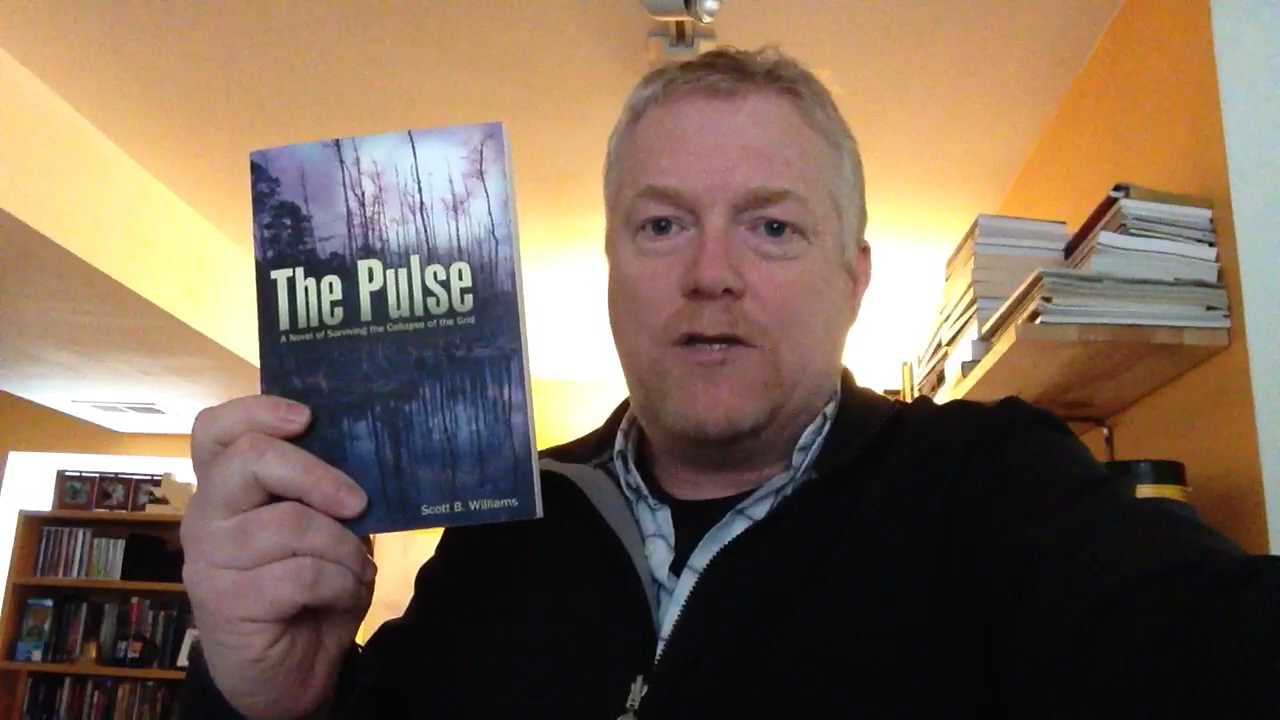 The Pulse
A Novel of Surviving the Collapse of the Grid
Scott B. Williams